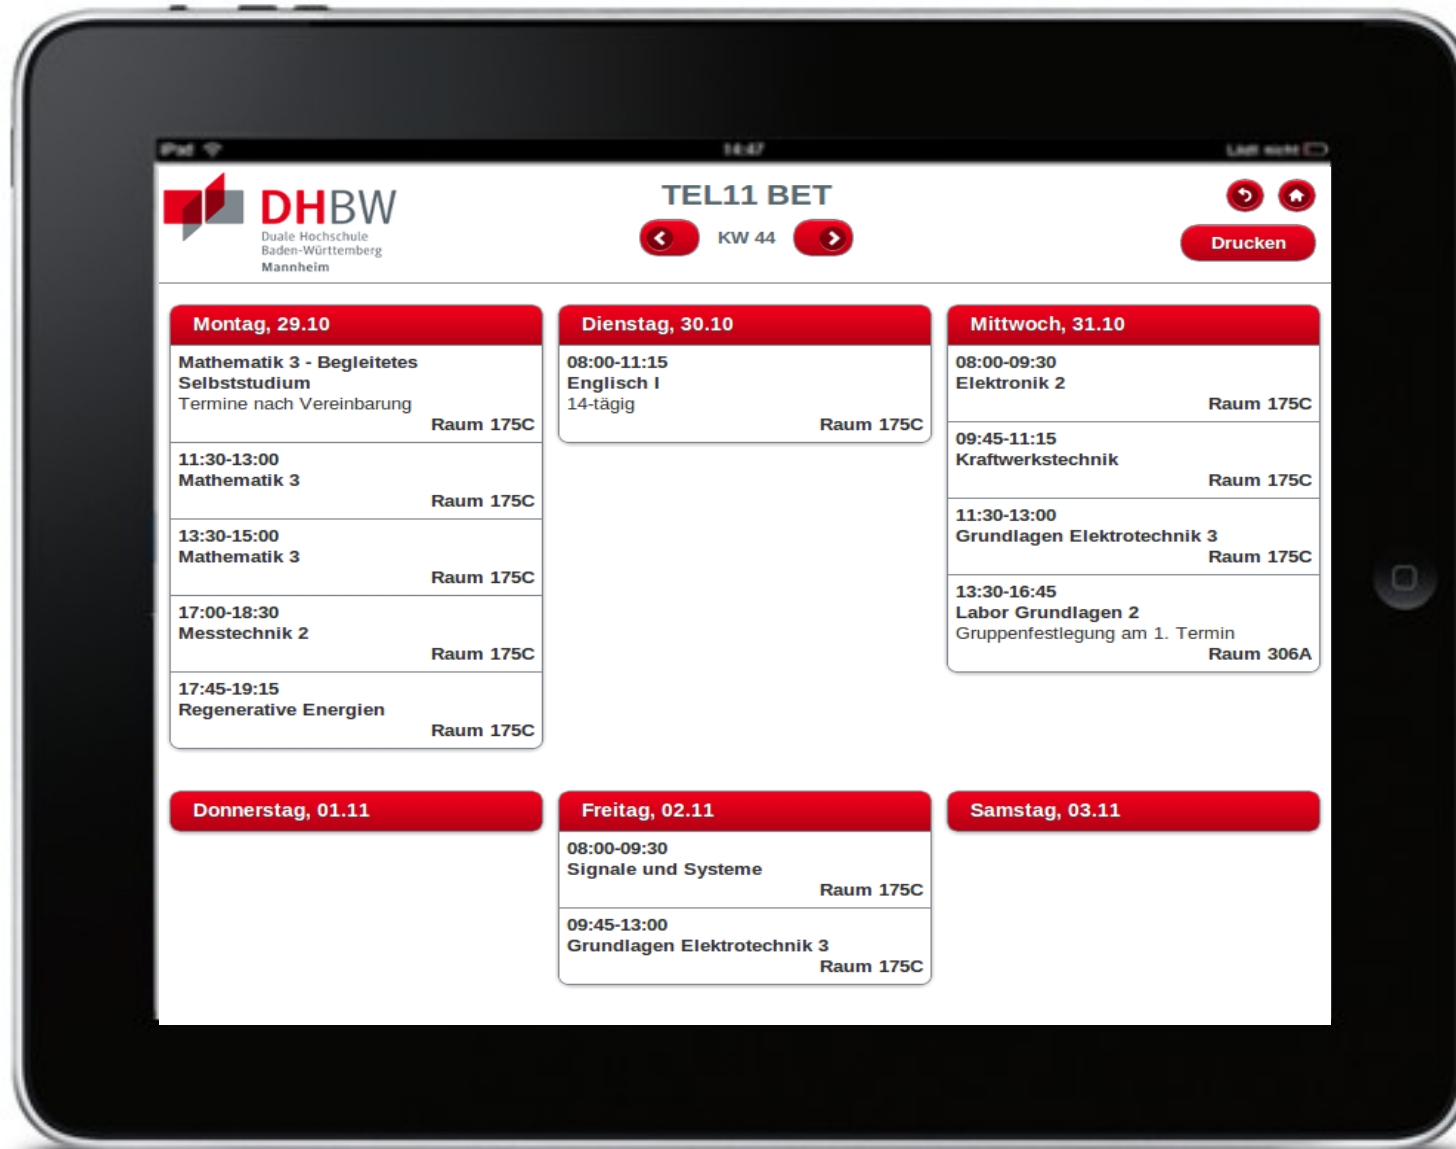 iPad
14:47
Lädt nicht
DHBW
Duale Hochschule
Baden-Württemberg
Mannheim
TEL11 BET
KW 44
Drucken
Montag, 29.10
Mathematik 3 - Begleitetes
Selbststudium
Termine nach Vereinbarung
Raum 175C
11:30-13:00
Mathematik 3
Raum 175C
13:30-15:00
Mathematik 3
Raum 175C
17:00-18:30
Messtechnik 2
Raum 175C
17:45-19:15
Regenerative Energien
Raum 175C
Dienstag, 30.10
08:00-11:15
Englisch I
14-tägig
Raum 175C
Mittwoch, 31.10
08:00-09:30
Elektronik 2
Raum 175C
09:45-11:15
Kraftwerkstechnik
Raum 175C
11:30-13:00
Grundlagen Elektrotechnik 3
Raum 175C
13:30-16:45
Labor Grundlagen 2
Gruppenfestlegung am 1. Termin
Raum 306A
Donnerstag, 01.11
Freitag, 02.11
08:00-09:30
Signale und Systeme
Raum 175C
09:45-13:00
Grundlagen Elektrotechnik 3
Raum 175C
Samstag, 03.11